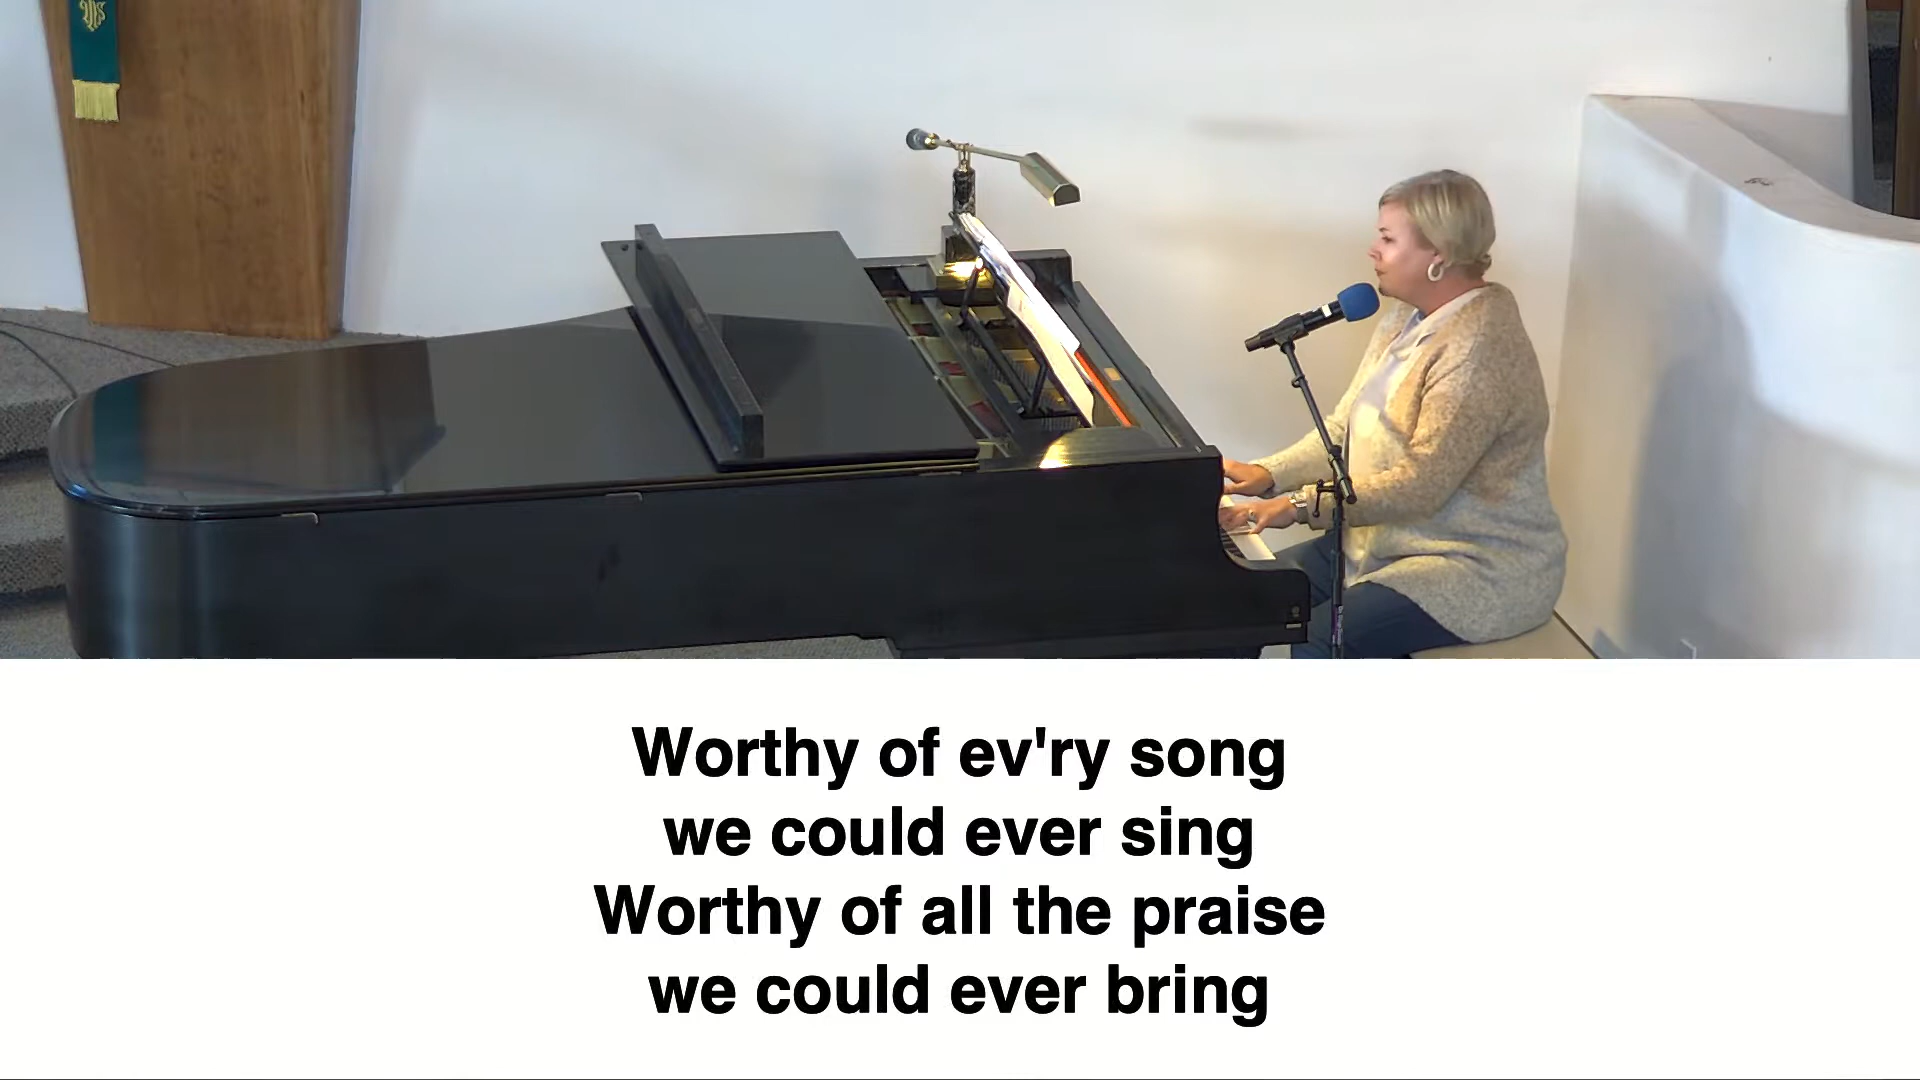 Worthy of ev'ry song
we could ever sing
Worthy of all the praise
we could ever bring